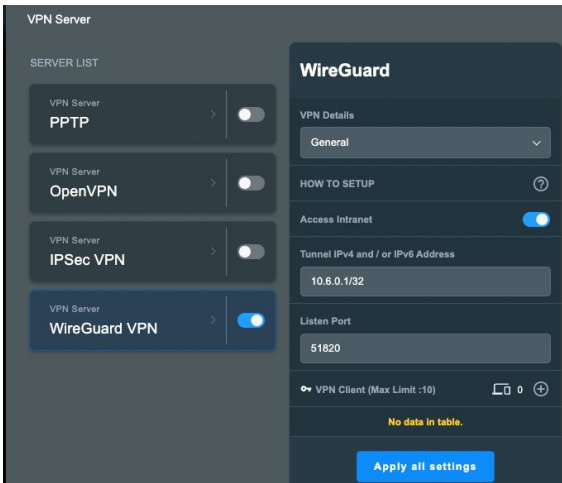 VPN Server
SERVER LIST
VPN Server
PPTP
VPN Server
OpenVPN
VPN Server
IPSec VPN
VPN Server
WireGuard VPN
WireGuard
VPN Details
General
HOW TO SETUP
Access Intranet
Tunnel IPv4 and / or IPv6 Address
10.6.0.1/32
Listen Port
51820
VPN Client (Max Limit :10) 0
No data in table.
Apply all settings